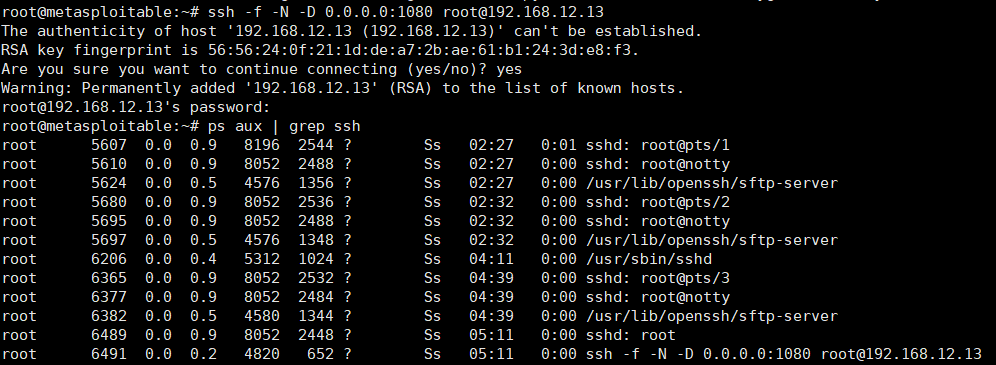 root@metasploitable:~# ssh -f -N -D 0.0.0.0:1080 root@192.168.12.13
The authenticity of host '192.168.12.13 (192.168.12.13)' can't be established.
RSA key fingerprint is 56:56:24:0f:21:1d:de:a7:2b:ae:61:b1:24:3d:e8:f3.
Are you sure you want to continue connecting (yes/no)? yes
Warning: Permanently added '192.168.12.13' (RSA) to the list of known hosts.
root@192.168.12.13's password:
root@metasploitable:~# ps aux | grep ssh
root      5607  0.0  0.9   8196  2544 ?        Ss   02:27   0:01 sshd: root@pts/1
root      5610  0.0  0.9   8052  2488 ?        Ss   02:27   0:00 sshd: root@notty
root      5624  0.0  0.5   4576  1356 ?        Ss   02:27   0:00 /usr/lib/openssh/sftp-server
root      5680  0.0  0.9   8052  2536 ?        Ss   02:32   0:00 sshd: root@pts/2
root      5695  0.0  0.9   8052  2488 ?        Ss   02:32   0:00 sshd: root@notty
root      5697  0.0  0.5   4576  1348 ?        Ss   02:32   0:00 /usr/lib/openssh/sftp-server
root      6206  0.0  0.4   5312  1024 ?        Ss   04:11   0:00 /usr/sbin/sshd
root      6365  0.0  0.9   8052  2532 ?        Ss   04:39   0:00 sshd: root@pts/3
root      6377  0.0  0.9   8052  2484 ?        Ss   04:39   0:00 sshd: root@notty
root      6382  0.0  0.5   4580  1344 ?        Ss   04:39   0:00 /usr/lib/openssh/sftp-server
root      6489  0.0  0.9   8052  2448 ?        Ss   05:11   0:00 sshd: root
root      6491  0.0  0.2   4820   652 ?        Ss   05:11   0:00 ssh -f -N -D 0.0.0.0:1080 root@192.168.12.13